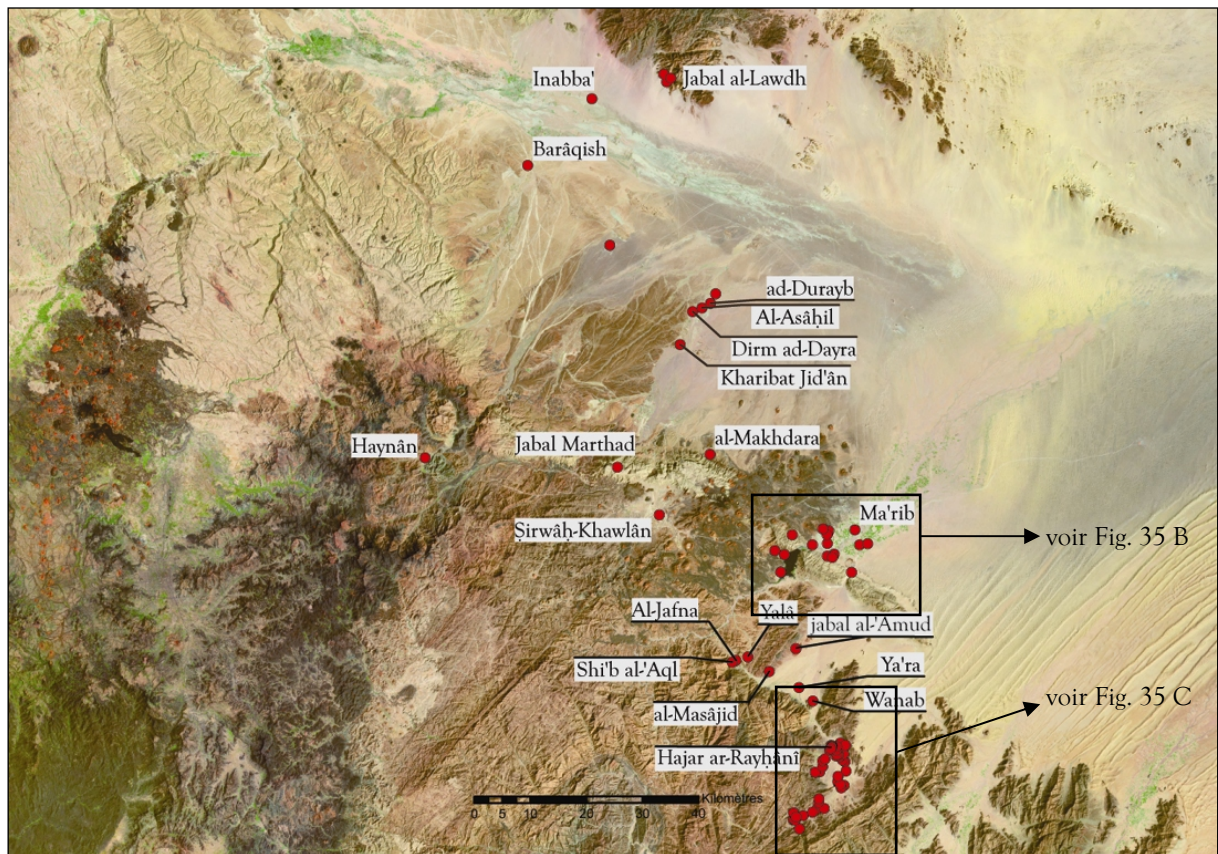 Inabba'
Jabal al-Lawdh
Barâqish
ad-Durayb
Al-Asâḥil
Dirm ad-Dayra
Kharibat Jid'ân
Haynân
Jabal Marthad
al-Makhdara
Ma'rib
Ṣirwâḥ-Khawlân
voir Fig. 35 B
Al-Jafna
Yalâ
jabal al-'Amud
Shi'b al-'Aql
Ya'ra
al-Masâjid
Wanab
voir Fig. 35 C
Hajar ar-Rayḥânî
Kilomètres
0 5 10 20 30 40